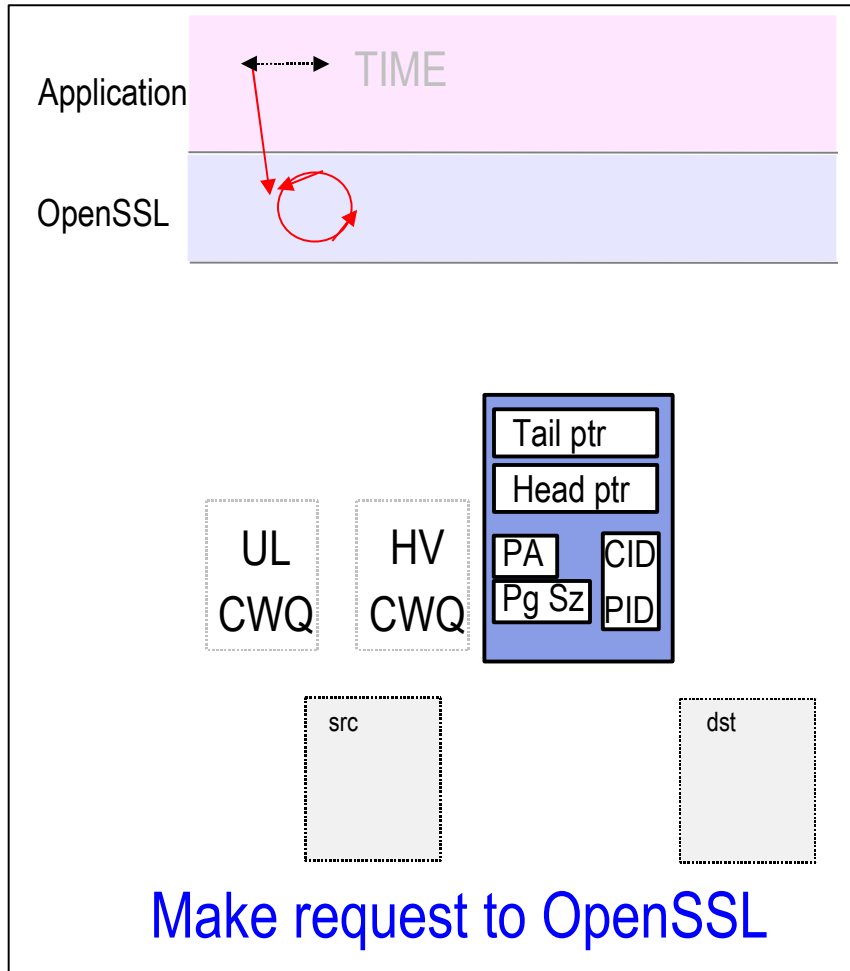 TIME
Application
OpenSSL
Tail ptr
Head ptr
UL
CWQ
HV
CWQ
PA
Pg Sz
CID
PID
src
dst
Make request to OpenSSL